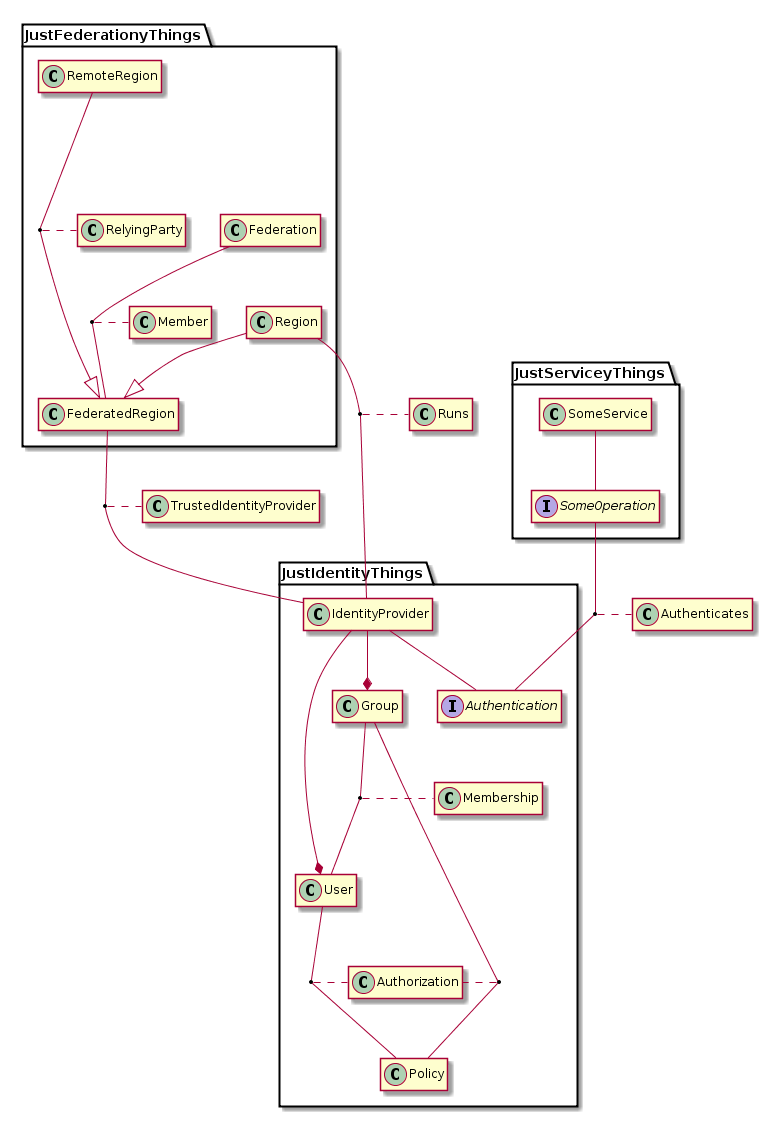 JustFederationyThings
C RemoteRegion
C RelyingParty
C Federation
C Member
C Region
JustServiceyThings
C FederatedRegion
C Runs
C SomeService
C TrustedIdentityProvider
I SomeOperation
JustIdentityThings
C IdentityProvider
C Authenticates
C Group
I Authentication
C Membership
C User
C Authorization
C Policy